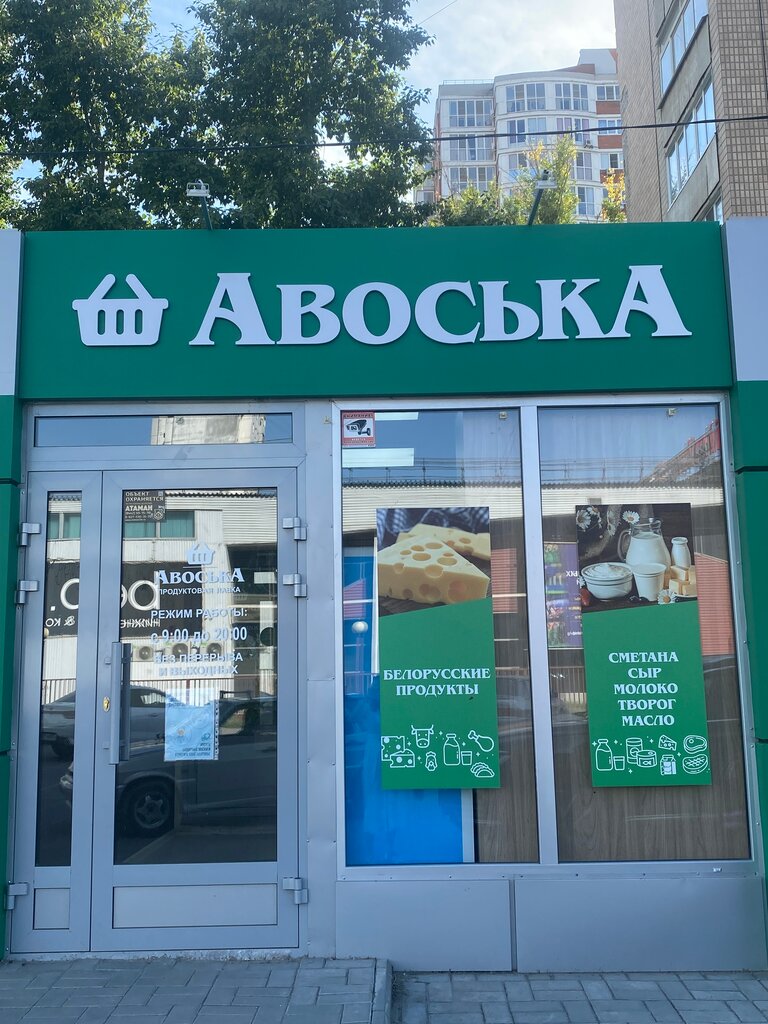 АВОСЬКА
ОБЪЕКТ
ОХРАНЯЕТСЯ
АТАМАН
АВОСЬКА
ПРОДУКТОВАЯ ЛАВКА
РЕЖИМ РАБОТЫ:
с 9:00 до 20:00
БЕЗ ПЕРЕРЫВА
И ВЫХОДНЫХ
БЕЛОРУССКИЕ
ПРОДУКТЫ
СМЕТАНА
СЫР
МОЛОКО
ТВОРОГ
МАСЛО